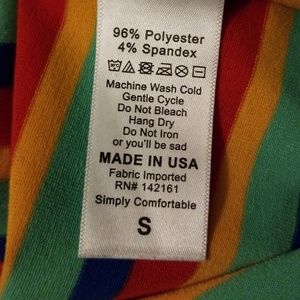 96% Polyester
4% Spandex
Machine Wash Cold
Gentle Cycle
Do Not Bleach
Hang Dry
Do Not Iron
or you'll be sad
MADE IN USA
Fabric Imported
RN# 142161
Simply Comfortable
S